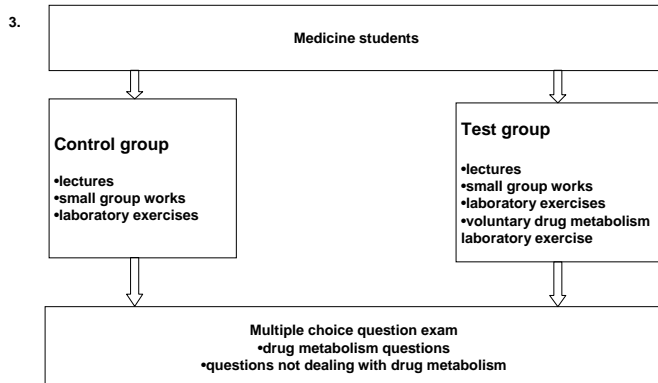 3.
Medicine students
Control group
•lectures
•small group works
•laboratory exercises
Test group
•lectures
•small group works
•laboratory exercises
•voluntary drug metabolism
laboratory exercise
Multiple choice question exam
•drug metabolism questions
•questions not dealing with drug metabolism